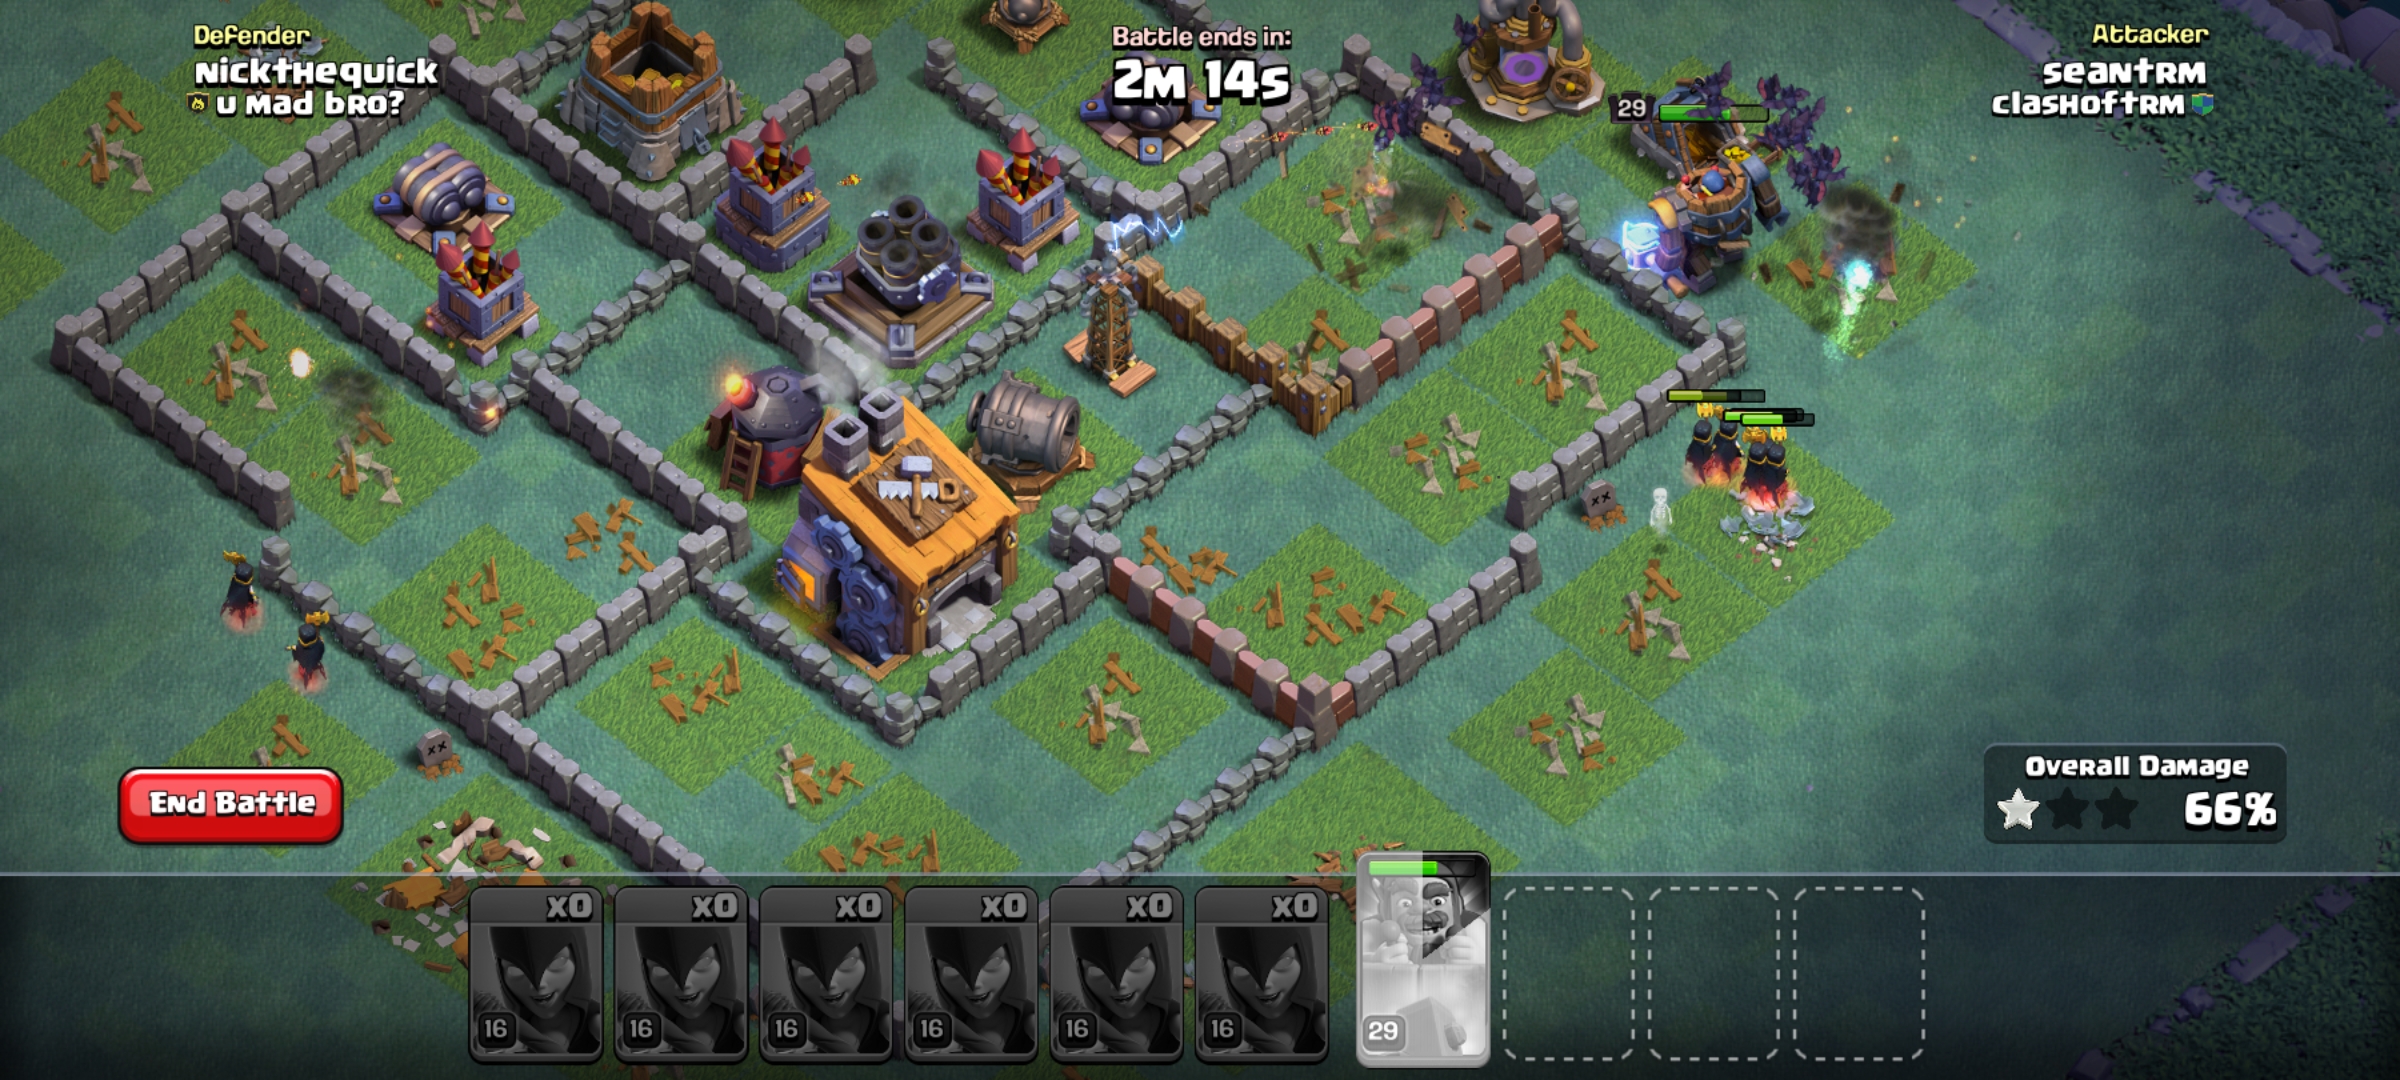 Defender
Nickthequick
u mad bro?
Battle ends in:
2M 14s
Attacker
seantrm
clashoftrm
29
End Battle
Overall Damage
66%
x0
x0
x0
x0
x0
x0
16
16
16
16
16
16
29